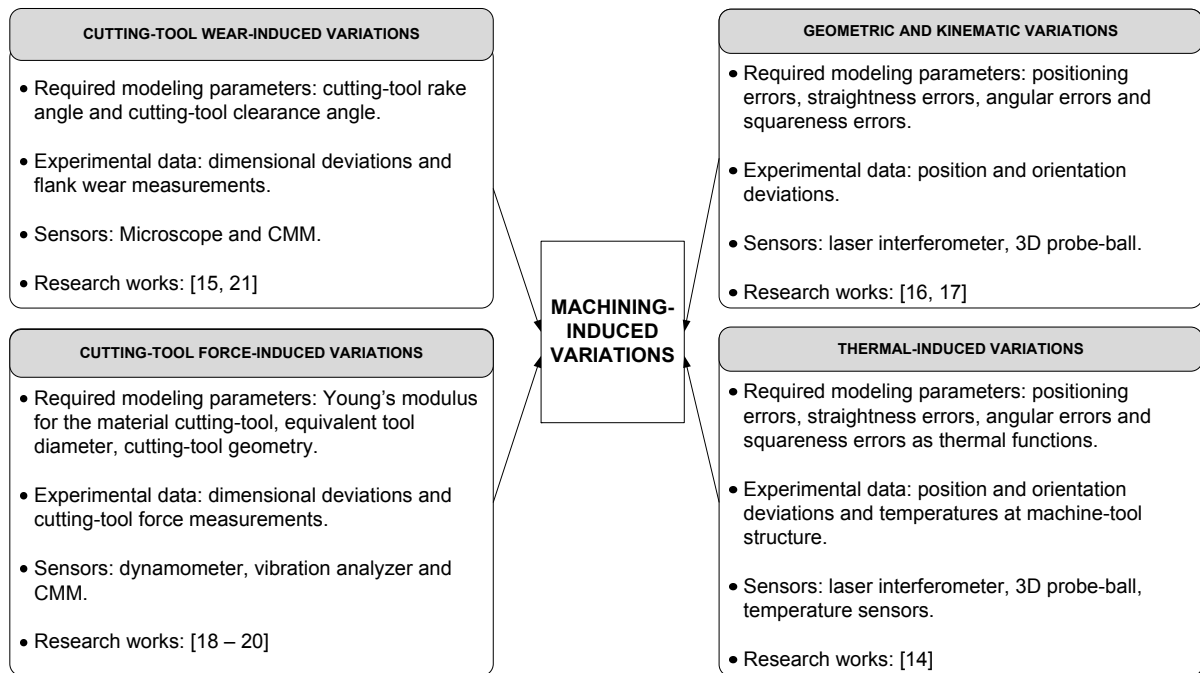 CUTTING-TOOL WEAR-INDUCED VARIATIONS
• Required modeling parameters: cutting-tool rake
angle and cutting-tool clearance angle.
• Experimental data: dimensional deviations and
flank wear measurements.
• Sensors: Microscope and CMM.
• Research works: [15, 21]
CUTTING-TOOL FORCE-INDUCED VARIATIONS
• Required modeling parameters: Young’s modulus
for the material cutting-tool, equivalent tool
diameter, cutting-tool geometry.
• Experimental data: dimensional deviations and
cutting-tool force measurements.
• Sensors: dynamometer, vibration analyzer and
CMM.
• Research works: [18 – 20]
MACHINING-
INDUCED
VARIATIONS
GEOMETRIC AND KINEMATIC VARIATIONS
• Required modeling parameters: positioning
errors, straightness errors, angular errors and
squareness errors.
• Experimental data: position and orientation
deviations.
• Sensors: laser interferometer, 3D probe-ball.
• Research works: [16, 17]
THERMAL-INDUCED VARIATIONS
• Required modeling parameters: positioning
errors, straightness errors, angular errors and
squareness errors as thermal functions.
• Experimental data: position and orientation
deviations and temperatures at machine-tool
structure.
• Sensors: laser interferometer, 3D probe-ball,
temperature sensors.
• Research works: [14]